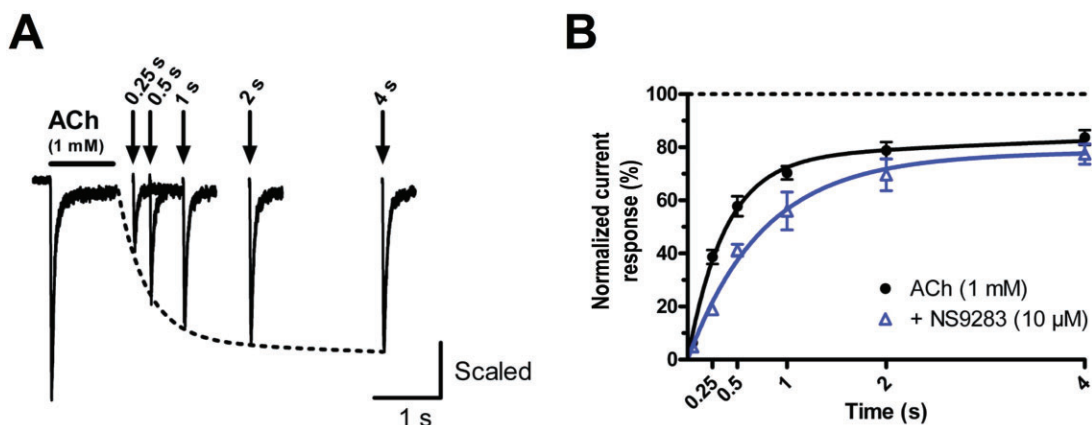 A
ACh
(1 mM)
0.25 s
0.5 s
1 s
2 s
4 s
Scaled
1 s
B
Normalized current
response (%)
100
80
60
40
20
0
ACh (1 mM)
+ NS9283 (10 µM)
0.25
0.5
1
2
4
Time (s)